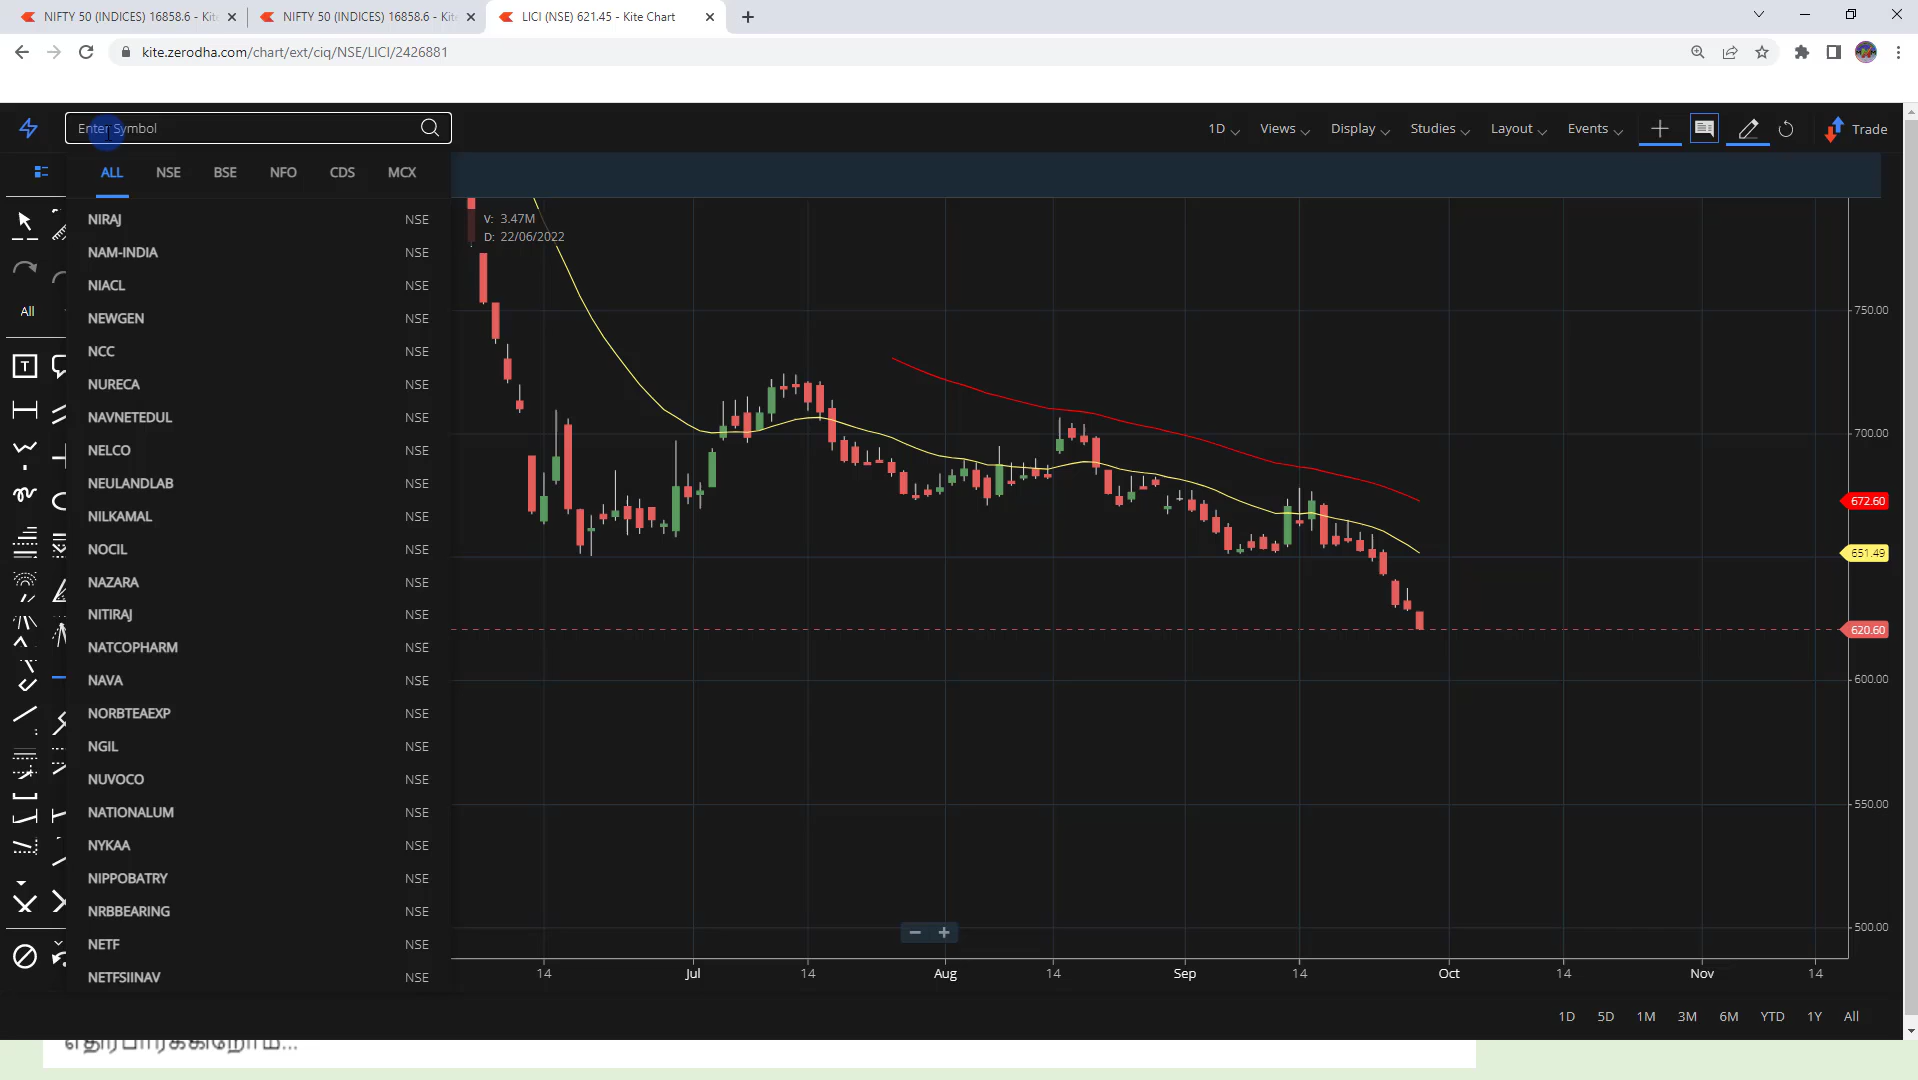 NIFTY 50 (INDICES) 16858.6 - Kite
NIFTY 50 (INDICES) 16858.6 - Kite
LICI (NSE) 621.45 - Kite Chart
kite.zerodha.com/chart/ext/ciq/NSE/LICI/2426881
Enter Symbol
1D
Views
Display
Studies
Layout
Events
Trade
ALL NSE BSE NFO CDS MCX
NIRAJ NSE
NAM-INDIA NSE
NIACL NSE
NEWGEN NSE
NCC NSE
NURECA NSE
NAVNETEDUL NSE
NELCO NSE
NEULANDLAB NSE
NILKAMAL NSE
NOCIL NSE
NAZARA NSE
NITIRAJ NSE
NATCOPHARM NSE
NAVA NSE
NORBTEAEXP NSE
NGIL NSE
NUVOCO NSE
NATIONALUM NSE
NYKAA NSE
NIPPOBATRY NSE
NRBBEARING NSE
NETF NSE
NETFSIINAV NSE
All
T
V: 3.47M
D: 22/06/2022
750.00
700.00
672.60
651.49
620.60
600.00
550.00
500.00
14 Jul 14 Aug 14 Sep 14 Oct 14 Nov 14
1D 5D 1M 3M 6M YTD 1Y All
எதிர்பார்க்கிறோம்...